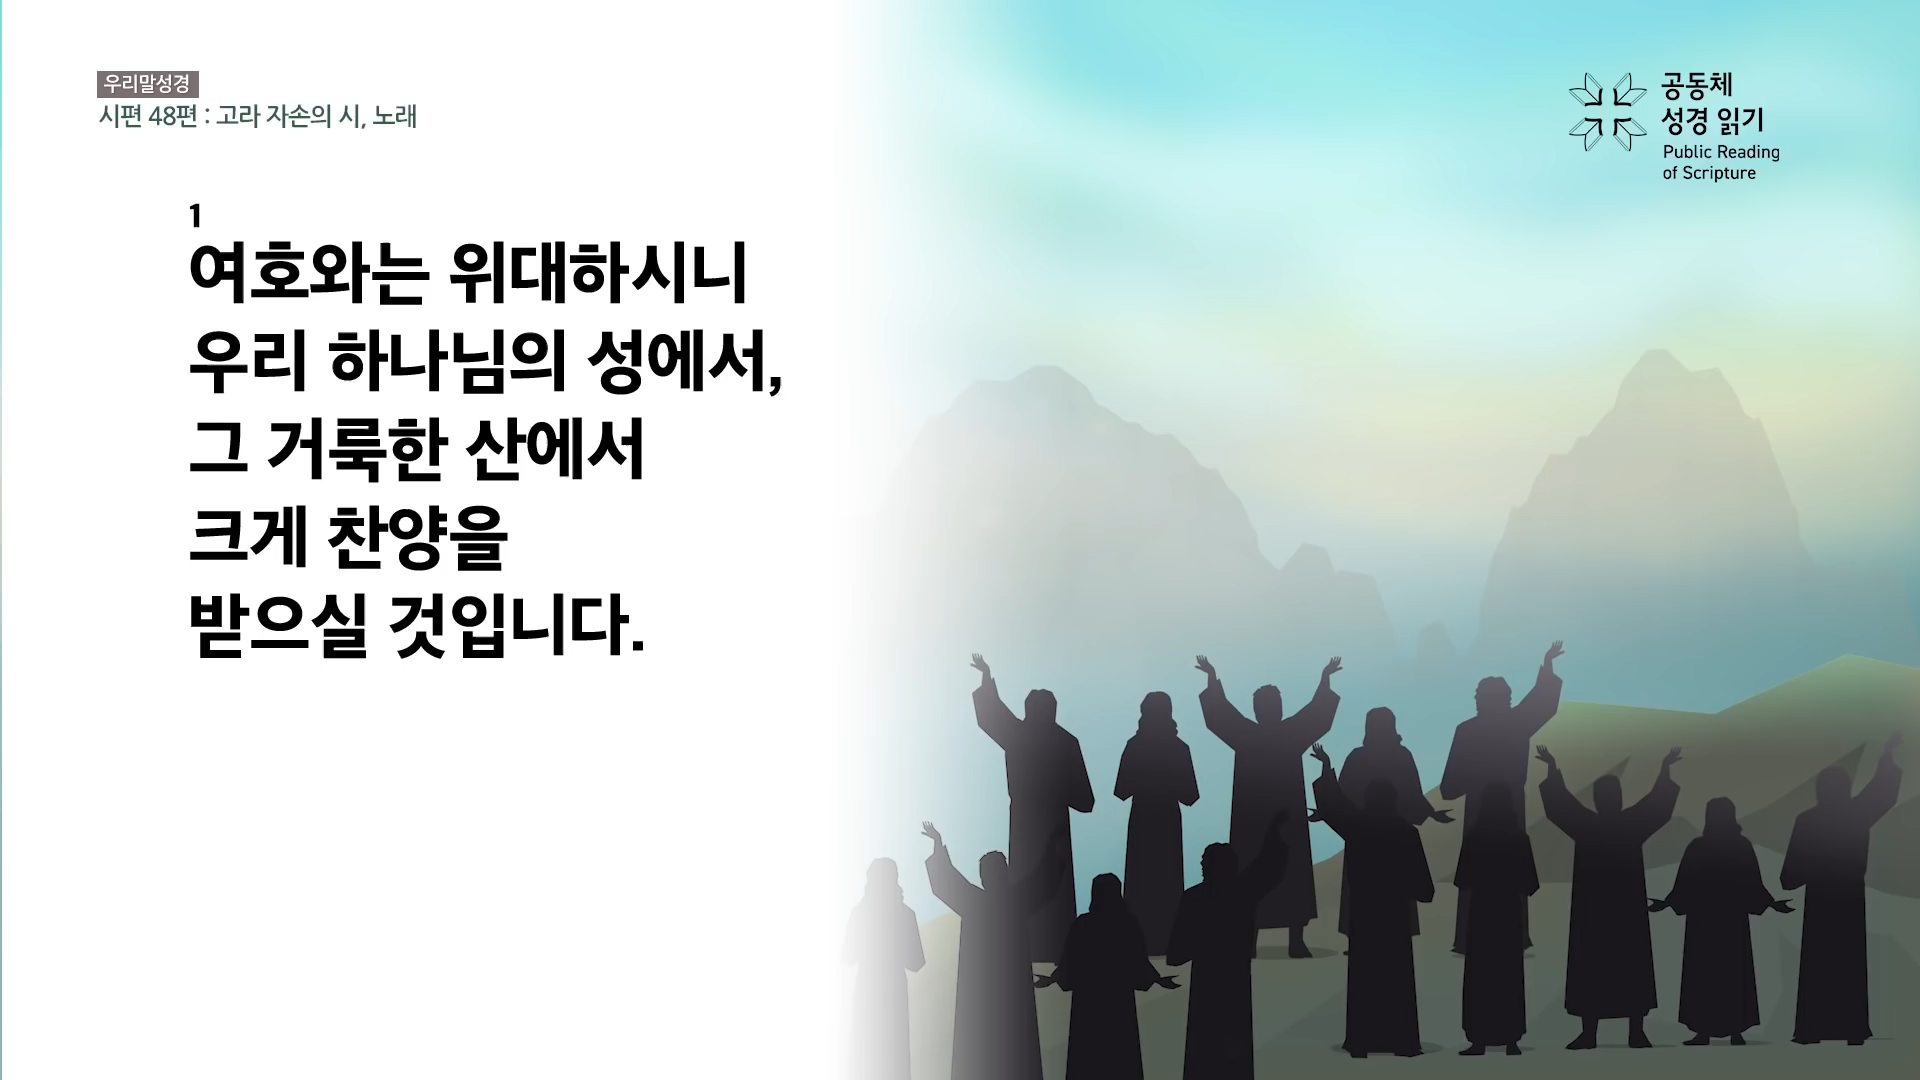 우리말성경
시편 48편 : 고라 자손의 시, 노래
공동체
성경 읽기
Public Reading
of Scripture
1
여호와는 위대하시니
우리 하나님의 성에서,
그 거룩한 산에서
크게 찬양을
받으실 것입니다.